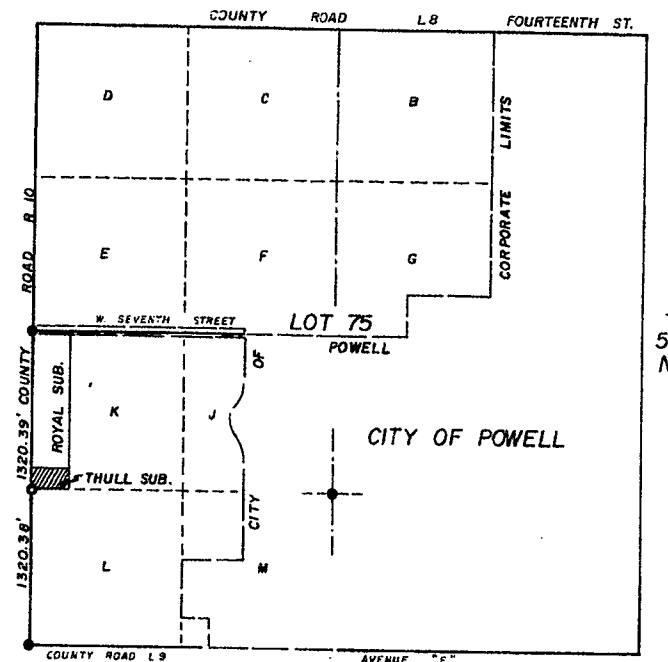 COUNTY ROAD L8 FOURTEENTH ST.
D C B
CORPORATE LIMITS
ROAD R 10
E F G
W. SEVENTH STREET
LOT 75
POWELL
OF
5
N
1320.39' COUNTY
ROYAL SUB.
K J
CITY OF POWELL
THULL SUB.
CITY
1320.38'
L M
COUNTY ROAD L9 AVENUE